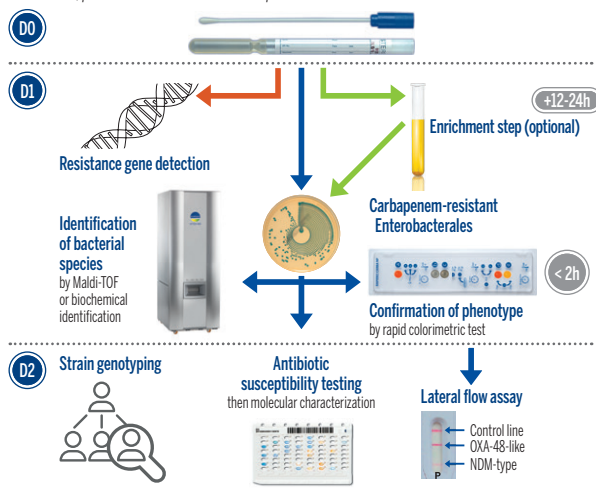 D0
D1
+12-24h
Enrichment step (optional)
Resistance gene detection
Identification
of bacterial
species
by Maldi-TOF
or biochemical
identification
Carbapenem-resistant
Enterobacterales
< 2h
Confirmation of phenotype
by rapid colorimetric test
D2
Strain genotyping
Antibiotic
susceptibility testing
then molecular characterization
Lateral flow assay
Control line
OXA-48-like
NDM-type
P